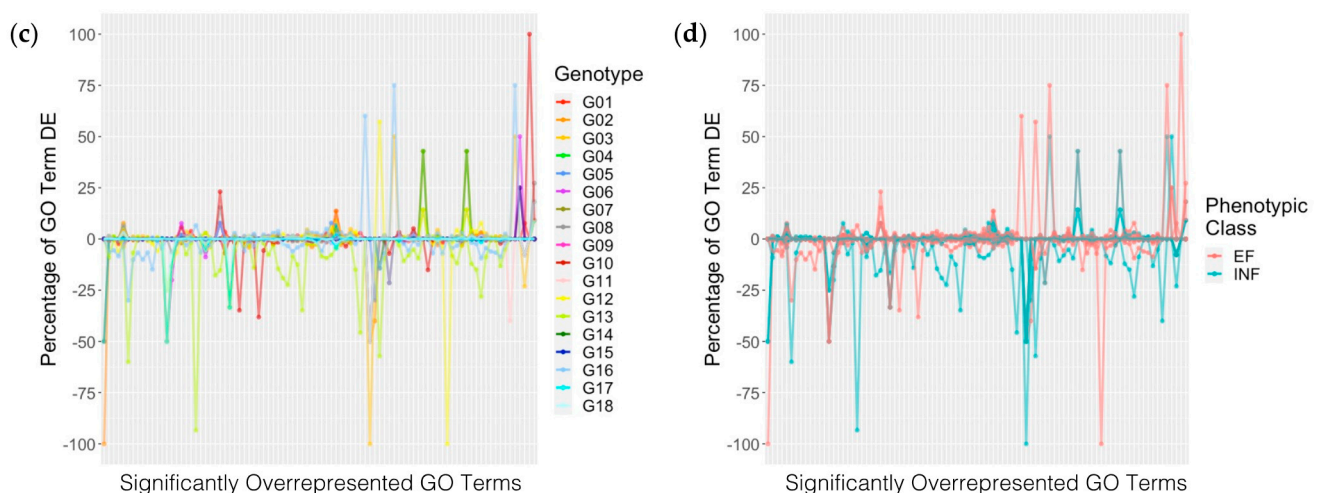 (c)
Percentage of GO Term DE
100
75
50
25
0
-25
-50
-75
-100
Significantly Overrepresented GO Terms
Genotype
G01
G02
G03
G04
G05
G06
G07
G08
G09
G10
G11
G12
G13
G14
G15
G16
G17
G18
(d)
Percentage of GO Term DE
100
75
50
25
0
-25
-50
-75
-100
Significantly Overrepresented GO Terms
Phenotypic
Class
EF
INF